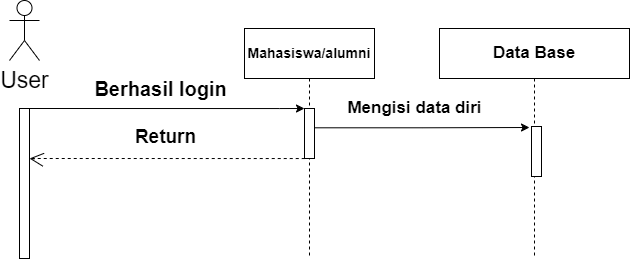 User
Mahasiswa/alumni
Data Base
Berhasil login
Mengisi data diri
Return